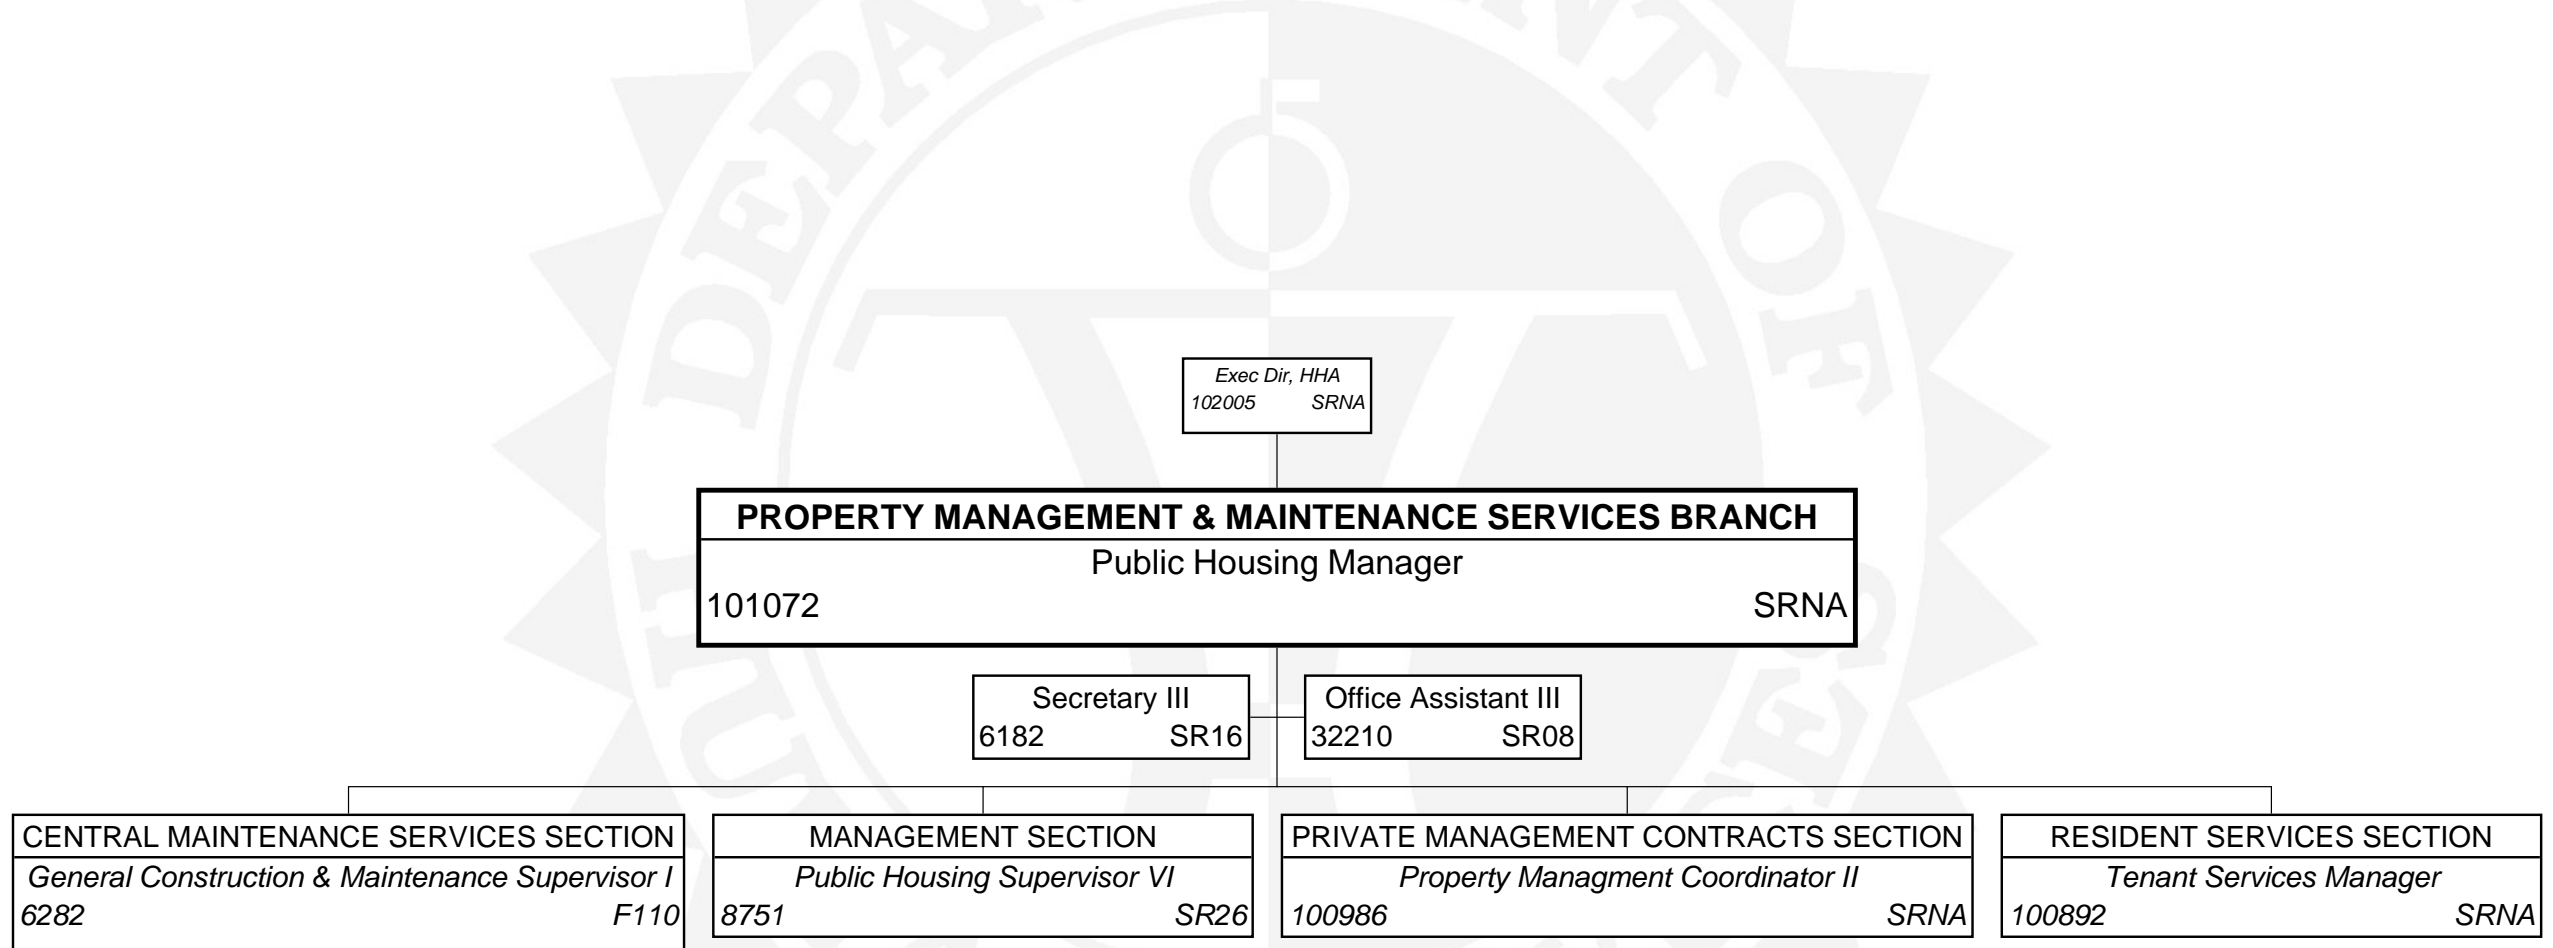 DEPARTMENT OF
Exec Dir, HHA
102005 SRNA
PROPERTY MANAGEMENT & MAINTENANCE SERVICES BRANCH
Public Housing Manager
101072 SRNA
Secretary III
6182 SR16
Office Assistant III
32210 SR08
CENTRAL MAINTENANCE SERVICES SECTION
General Construction & Maintenance Supervisor I
6282 F110
MANAGEMENT SECTION
Public Housing Supervisor VI
8751 SR26
PRIVATE MANAGEMENT CONTRACTS SECTION
Property Managment Coordinator II
100986 SRNA
RESIDENT SERVICES SECTION
Tenant Services Manager
100892 SRNA